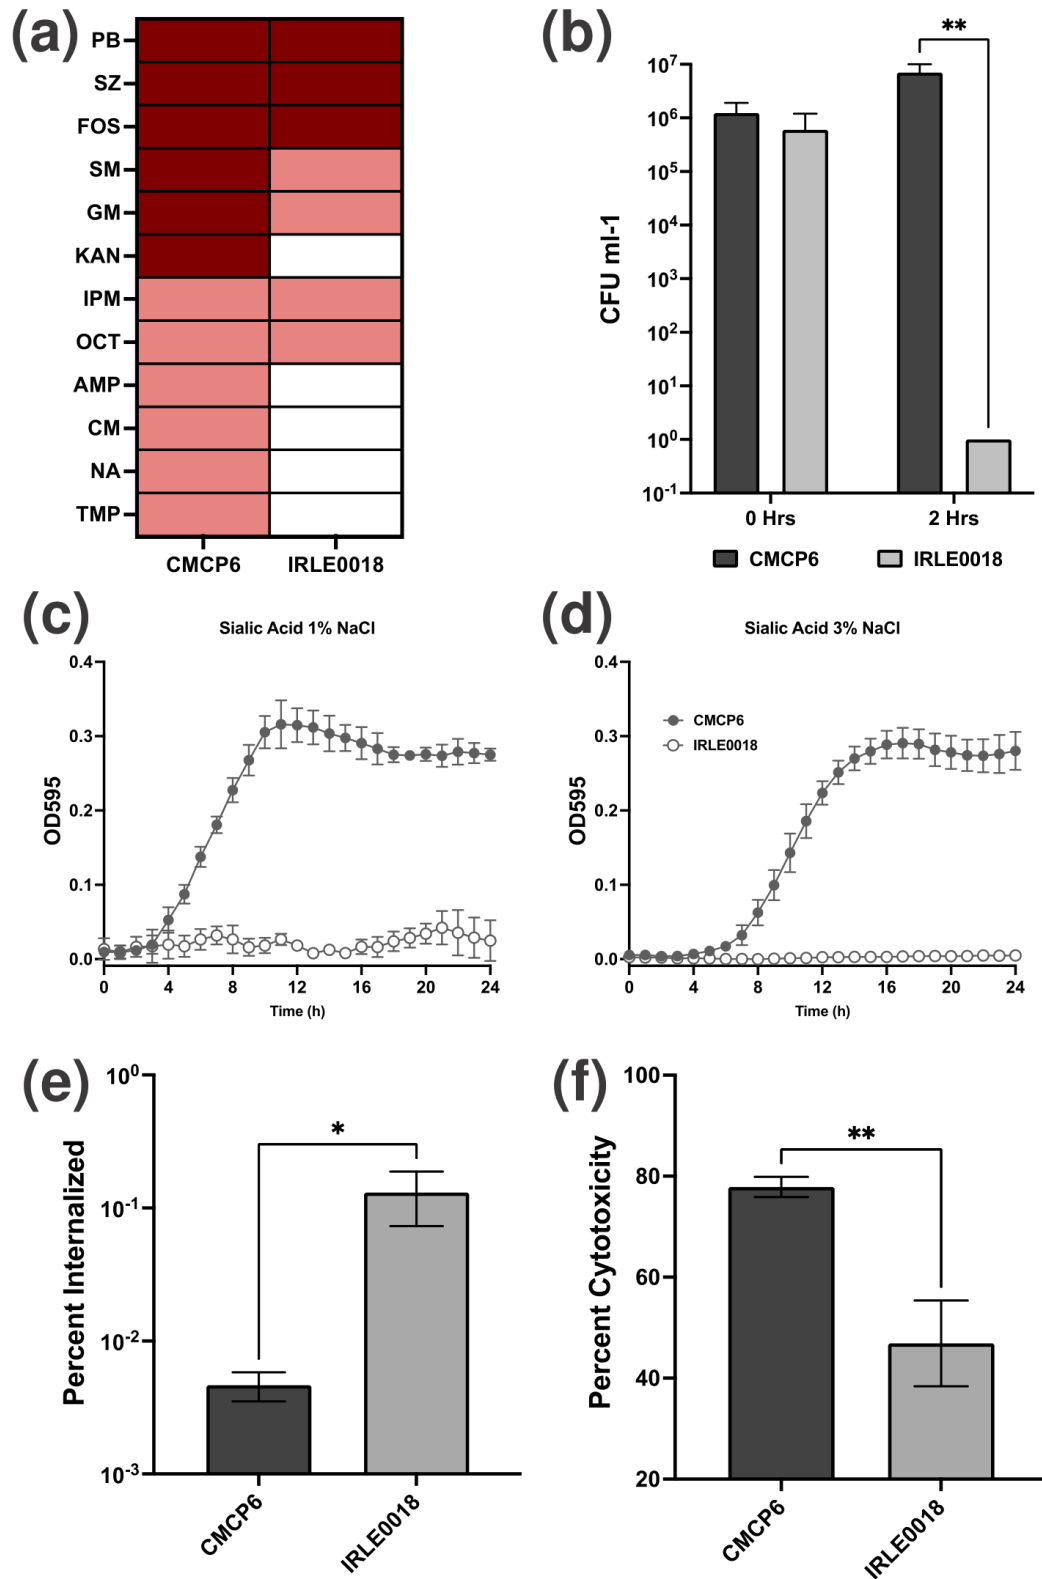 (a)
PB
SZ
FOS
SM
GM
KAN
IPM
OCT
AMP
CM
NA
TMP
CMCP6 IRLE0018
(b)
**
CFU ml-1
10^7
10^6
10^5
10^4
10^3
10^2
10^1
10^0
10^-1
0 Hrs 2 Hrs
CMCP6 IRLE0018
(c)
Sialic Acid 1% NaCl
OD595
0.4
0.3
0.2
0.1
0.0
0 4 8 12 16 20 24
Time (h)
(d)
Sialic Acid 3% NaCl
OD595
0.4
0.3
0.2
0.1
0.0
CMCP6
IRLE0018
0 4 8 12 16 20 24
Time (h)
(e)
Percent Internalized
10^0
10^-1
10^-2
10^-3
*
CMCP6 IRLE0018
(f)
Percent Cytotoxicity
100
80
60
40
20
**
CMCP6 IRLE0018